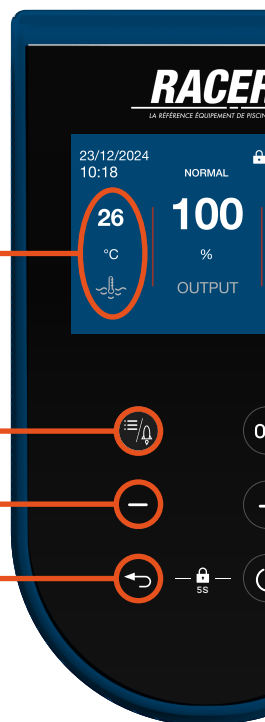 RACER
LA RÉFÉRENCE ÉQUIPEMENT DE PISCIN
23/12/2024
10:18
NORMAL
26
100
°C
%
OUTPUT
5S